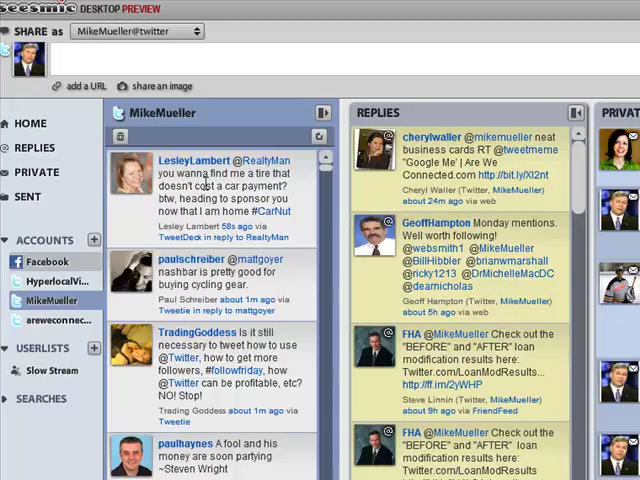 seesmic DESKTOP PREVIEW
SHARE as MikeMueller@twitter
add a URL share an image
HOME
REPLIES
PRIVATE
SENT
ACCOUNTS
Facebook
HyperlocalVi...
MikeMueller
areweconnec...
USERLISTS
Slow Stream
SEARCHES
MikeMueller
LesleyLambert @RealtyMan
you wanna find me a tire that
doesn't cost a car payment?
btw, heading to sponsor you
now that I am home #CarNut
Lesley Lambert 58s ago via
TweetDeck in reply to RealtyMan
paulschreiber @mattgoyer
nashbar is pretty good for
buying cycling gear.
Paul Schreiber about 1m ago via
Tweetie in reply to mattgoyer
TradingGoddess Is it still
necessary to tweet how to use
@Twitter, how to get more
followers, #followfriday, how
@Twitter can be profitable, etc?
NO! Stop!
Trading Goddess about 1m ago via
Tweetie
paulhaynes A fool and his
money are soon partying
~Steven Wright
REPLIES
cherylwaller @mikemueller neat
business cards RT @tweetmeme
"Google Me' | Are We
Connected.com http://bit.ly/Xl2nt
Cheryl Waller (Twitter, MikeMueller)
about 24m ago via web
GeoffHampton Monday mentions.
Well worth following!
@websmith1 @MikeMueller
@BillHibbler @brianwmarshall
@ricky1213 @DrMichelleMacDC
@dearnicholas
Geoff Hampton (Twitter, MikeMueller)
about 5h ago via web
FHA @MikeMueller Check out the
"BEFORE" and "AFTER" loan
modification results here:
Twitter.com/LoanModResults...
http://ff.im/2yWHP
Steve Linnin (Twitter, MikeMueller)
about 9h ago via FriendFeed
FHA @MikeMueller Check out the
"BEFORE" and "AFTER" loan
modification results here:
Twitter.com/LoanModResults
PRIVATE